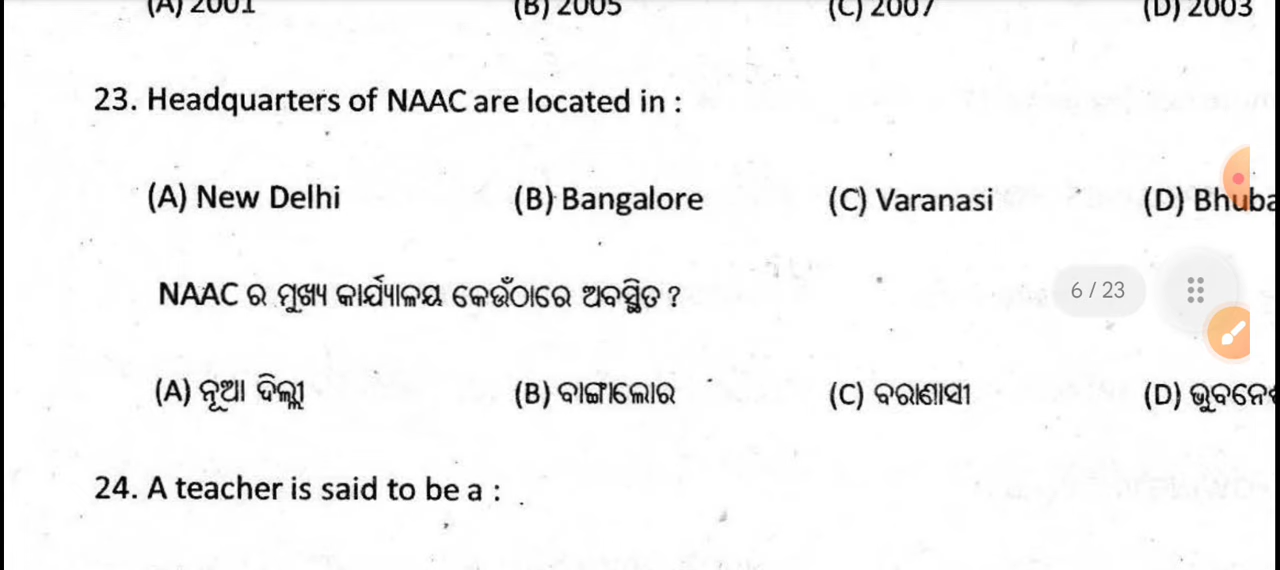 (A) 2001 (B) 2005 (C) 2007 (D) 2003
23. Headquarters of NAAC are located in :
(A) New Delhi (B) Bangalore (C) Varanasi (D) Bhuba
NAAC ର ମୁଖ୍ୟ କାର୍ଯ୍ୟାଳୟ କେଉଁଠାରେ ଅବସ୍ଥିତ ?
6 / 23
(A) ନୂଆ ଦିଲ୍ଲୀ (B) ବାଙ୍ଗାଲୋର (C) ବରାଣାସୀ (D) ଭୁବନେଶ
24. A teacher is said to be a :